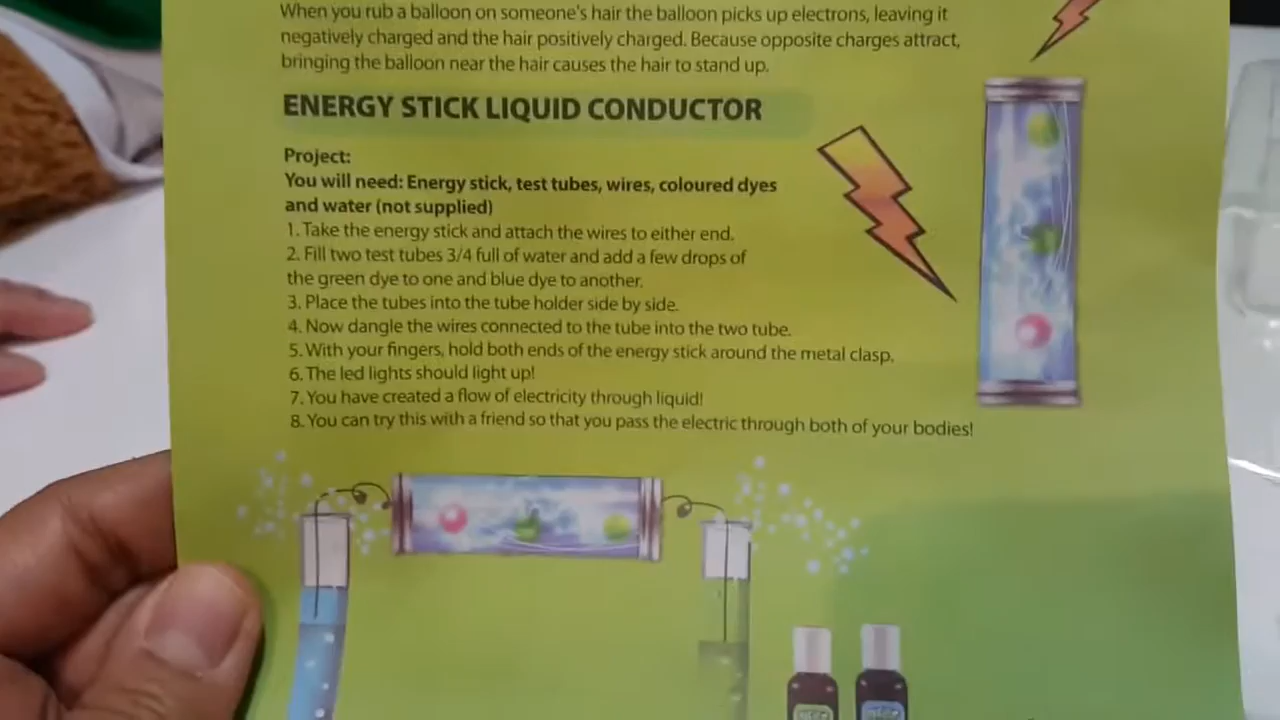 When you rub a balloon on someone's hair the balloon picks up electrons, leaving it
negatively charged and the hair positively charged. Because opposite charges attract,
bringing the balloon near the hair causes the hair to stand up.
ENERGY STICK LIQUID CONDUCTOR
Project:
You will need: Energy stick, test tubes, wires, coloured dyes
and water (not supplied)
1. Take the energy stick and attach the wires to either end.
2. Fill two test tubes 3/4 full of water and add a few drops of
the green dye to one and blue dye to another.
3. Place the tubes into the tube holder side by side.
4. Now dangle the wires connected to the tube into the two tube.
5. With your fingers, hold both ends of the energy stick around the metal clasp.
6. The led lights should light up!
7. You have created a flow of electricity through liquid!
8. You can try this with a friend so that you pass the electric through both of your bodies!